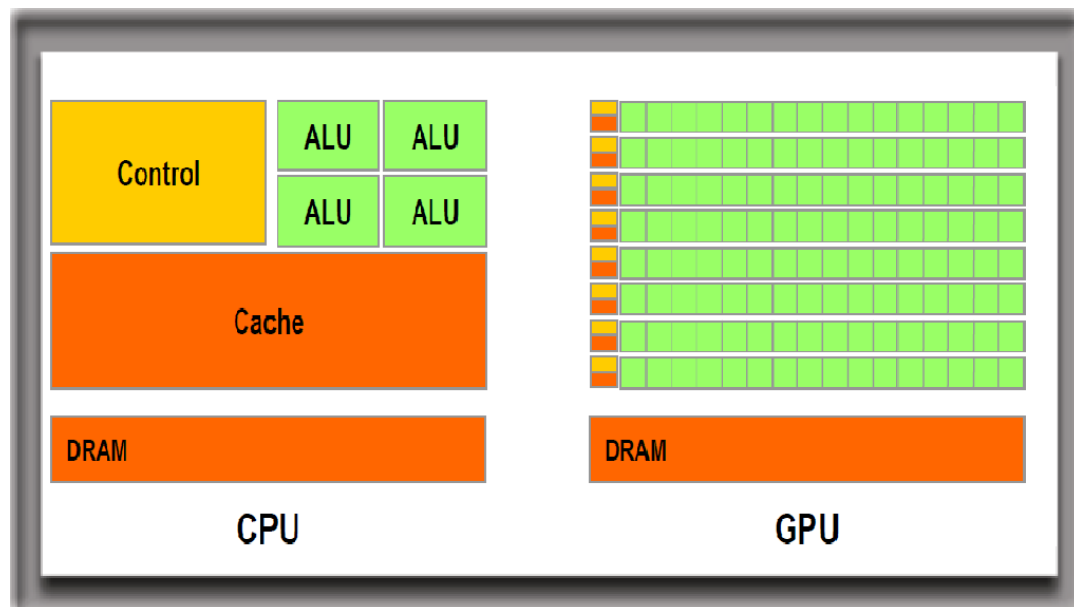 Control
ALU ALU
ALU ALU
Cache
DRAM
CPU
DRAM
GPU